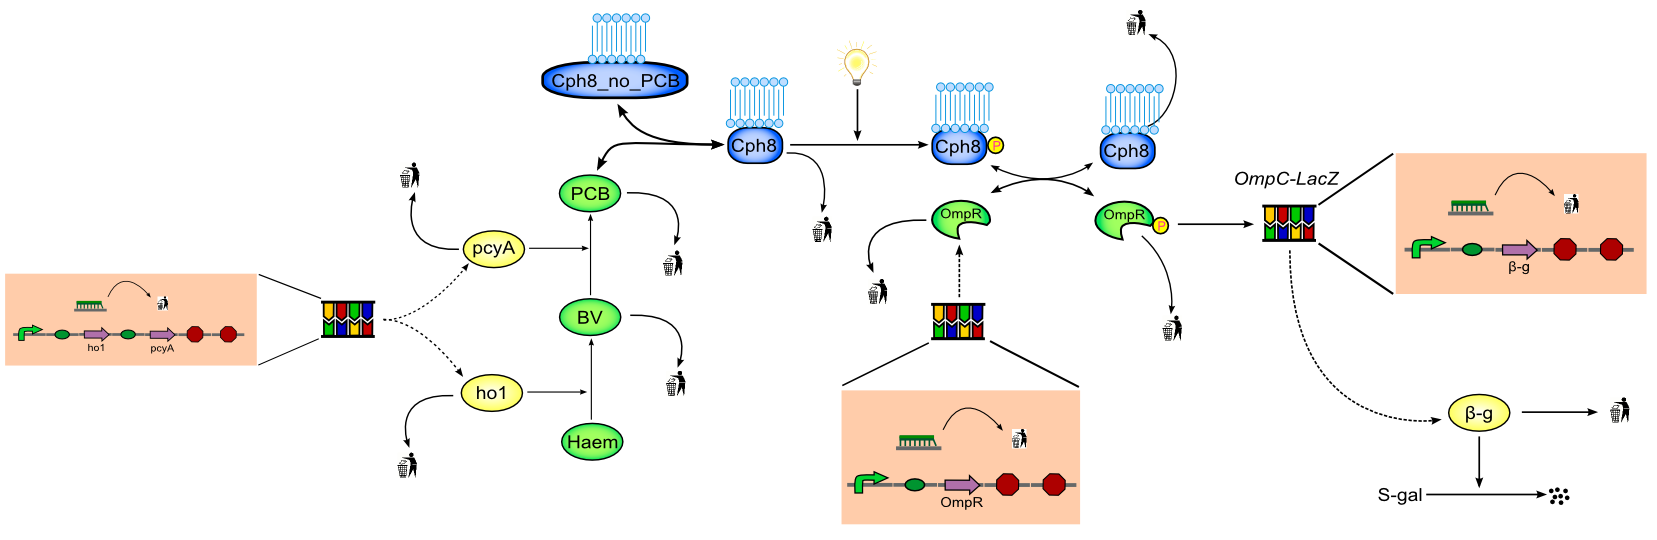 Cph8_no_PCB
Cph8
Cph8
P
Cph8
PCB
OmpR
OmpR
P
OmpC-LacZ
pcyA
β-g
BV
ho1
pcyA
ho1
Haem
β-g
OmpR
S-gal